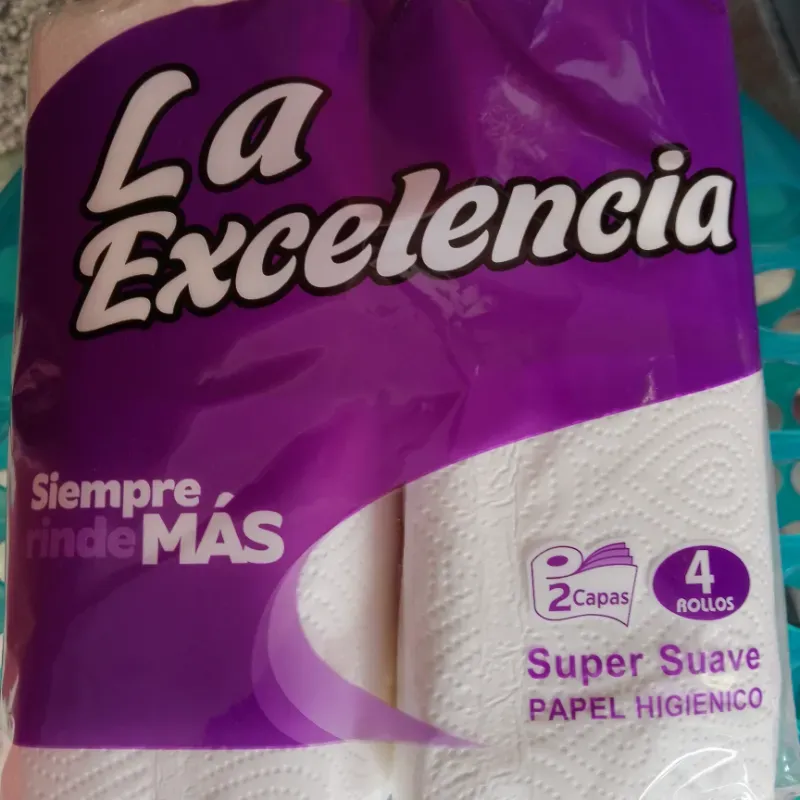 La
Excelencia
Siempre
rinde MÁS
2 Capas
4
ROLLOS
Super Suave
PAPEL HIGIENICO